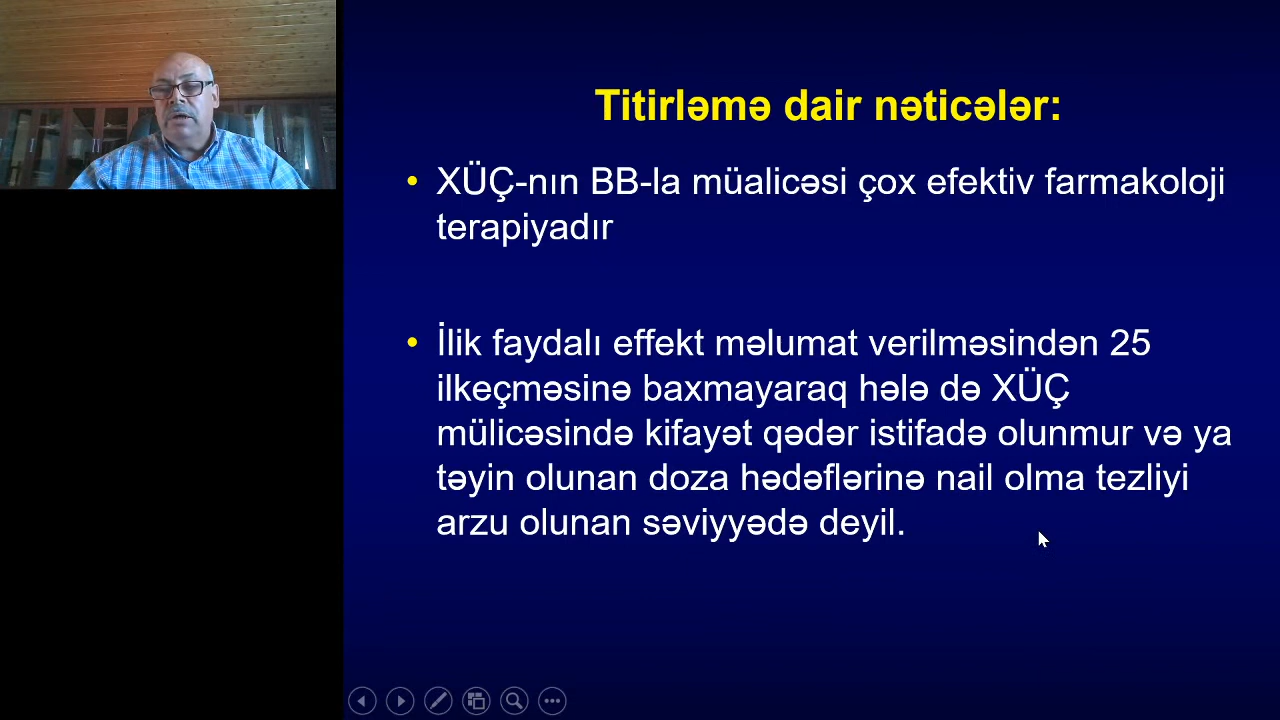 Titirləmə dair nəticələr:
• XÜÇ-nın BB-la müalicəsi çox efektiv farmakoloji
terapiyadır
• İlik faydalı effekt məlumat verilməsindən 25
ilkeçməsinə baxmayaraq hələ də XÜÇ
mülicəsində kifayət qədər istifadə olunmur və ya
təyin olunan doza hədəflərinə nail olma tezliyi
arzu olunan səviyyədə deyil.